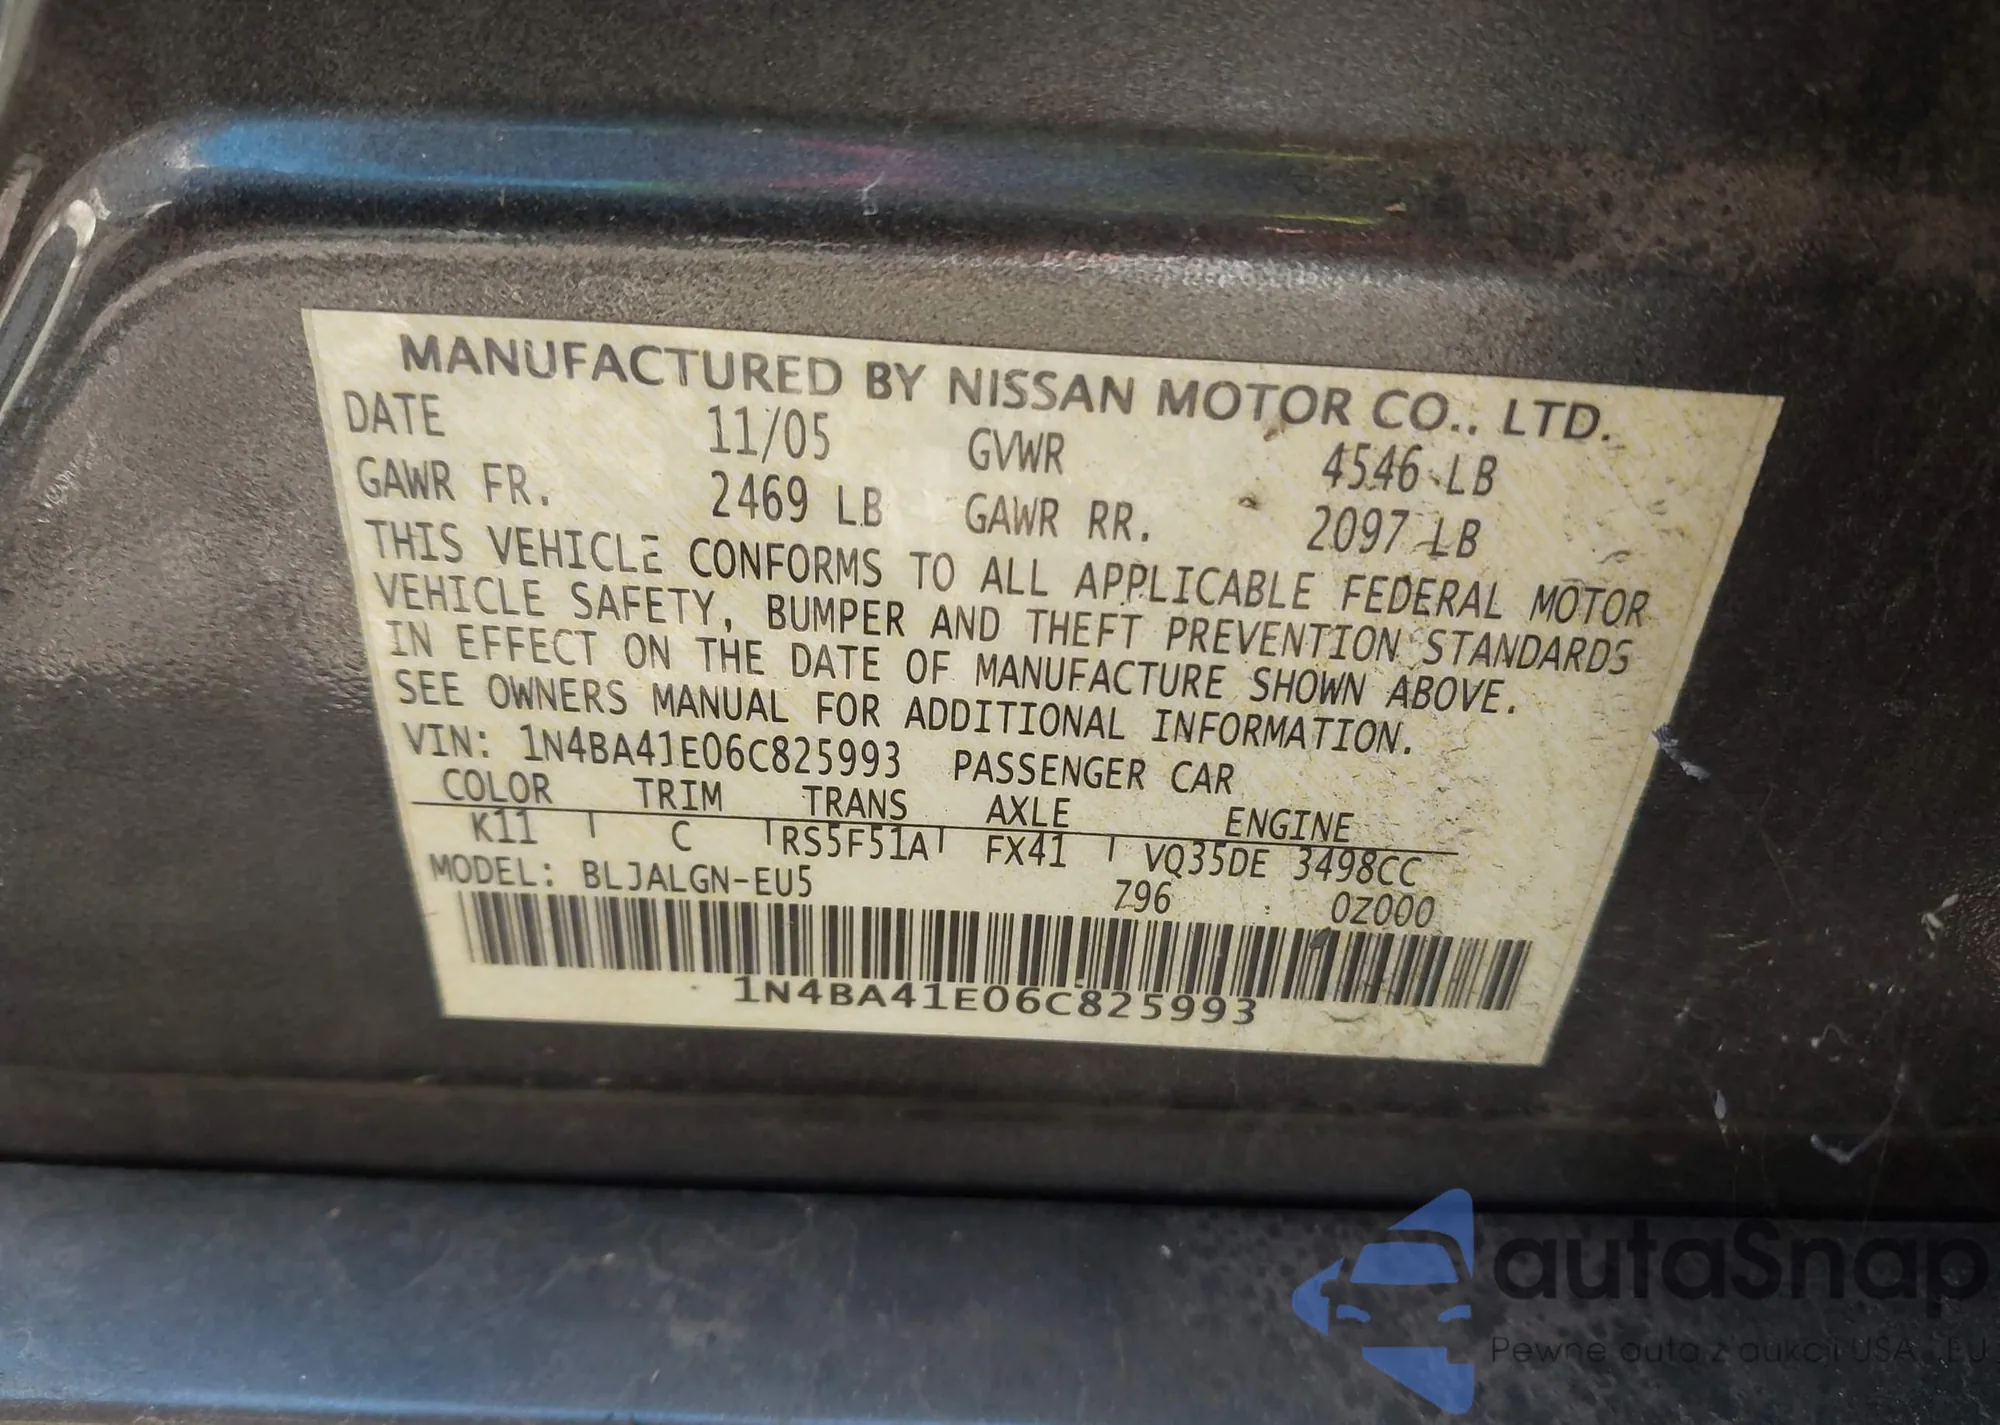 MANUFACTURED BY NISSAN MOTOR CO., LTD.
DATE 11/05 GVWR 4546 LB
GAWR FR. 2469 LB GAWR RR. 2097 LB
THIS VEHICLE CONFORMS TO ALL APPLICABLE FEDERAL MOTOR
VEHICLE SAFETY, BUMPER AND THEFT PREVENTION STANDARDS
IN EFFECT ON THE DATE OF MANUFACTURE SHOWN ABOVE.
SEE OWNERS MANUAL FOR ADDITIONAL INFORMATION.
VIN: 1N4BA41E06C825993 PASSENGER CAR
COLOR TRIM TRANS AXLE ENGINE
K11 C RS5F51A FX41 VQ35DE 3498CC
MODEL: BLJALGN-EU5 796 0Z000
1N4BA41E06C825993
autaSnap
Pewne auta z aukcji USA i EU